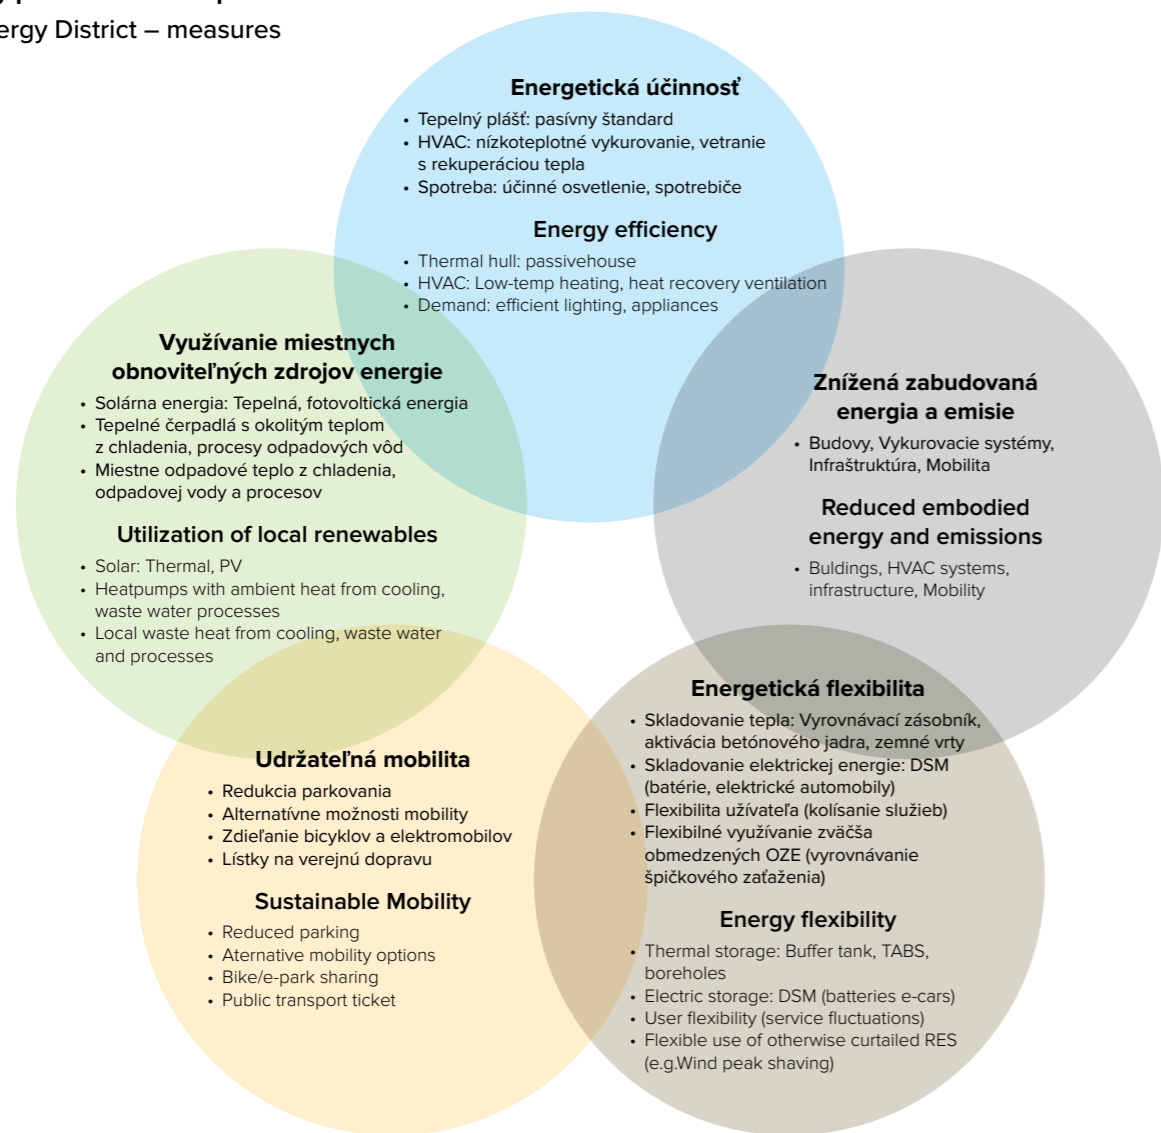 ergy District – measures
Energetická účinnosť
• Tepelný plášť: pasívny štandard
• HVAC: nízkoteplotné vykurovanie, vetranie
s rekuperáciou tepla
• Spotreba: účinné osvetlenie, spotrebiče
Energy efficiency
• Thermal hull: passivehouse
• HVAC: Low-temp heating, heat recovery ventilation
• Demand: efficient lighting, appliances
Využívanie miestnych
obnoviteľných zdrojov energie
• Solárna energia: Tepelná, fotovoltická energia
• Tepelné čerpadlá s okolitým teplom
z chladenia, procesy odpadových vôd
• Miestne odpadové teplo z chladenia,
odpadovej vody a procesov
Utilization of local renewables
• Solar: Thermal, PV
• Heatpumps with ambient heat from cooling,
waste water processes
• Local waste heat from cooling, waste water
and processes
Znížená zabudovaná
energia a emisie
• Budovy, Vykurovacie systémy,
Infraštruktúra, Mobilita
Reduced embodied
energy and emissions
• Buldings, HVAC systems,
infrastructure, Mobility
Udržateľná mobilita
• Redukcia parkovania
• Alternatívne možnosti mobility
• Zdieľanie bicyklov a elektromobilov
• Lístky na verejnú dopravu
Sustainable Mobility
• Reduced parking
• Aternative mobility options
• Bike/e-park sharing
• Public transport ticket
Energetická flexibilita
• Skladovanie tepla: Vyrovnávací zásobník,
aktivácia betónového jadra, zemné vrty
• Skladovanie elektrickej energie: DSM
(batérie, elektrické automobily)
• Flexibilita užívateľa (kolísanie služieb)
• Flexibilné využívanie zväčša
obmedzených OZE (vyrovnávanie
špičkového zaťaženia)
Energy flexibility
• Thermal storage: Buffer tank, TABS,
boreholes
• Electric storage: DSM (batteries e-cars)
• User flexibility (service fluctuations)
• Flexible use of otherwise curtailed RES
(e.g.Wind peak shaving)